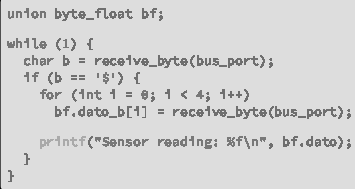 union byte_float bf;
while (1) {
char b = receive_byte(bus_port);
if (b == '$') {
for (int i = 0; i < 4; i++)
bf.dato_b[i] = receive_byte(bus_port);
printf("Sensor reading: %f\n", bf.dato);
}
}